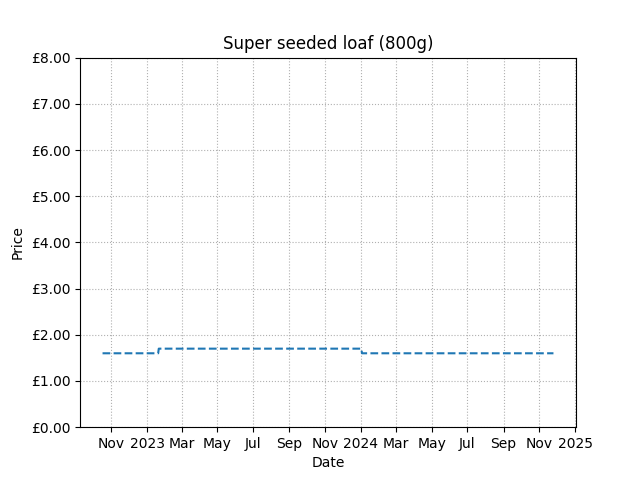 Super seeded loaf (800g)
£8.00
£7.00
£6.00
£5.00
£4.00
£3.00
£2.00
£1.00
£0.00
Price
Nov 2023 Mar May Jul Sep Nov 2024 Mar May Jul Sep Nov 2025
Date